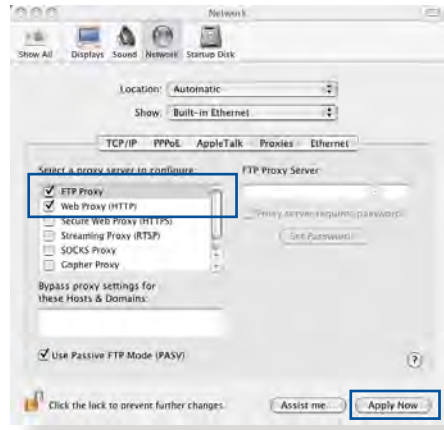 Network
Show All Displays Sound Network Startup Disk
Location: Automatic
Show: Built-in Ethernet
TCP/IP PPPoE AppleTalk Proxies Ethernet
Select a proxy server to configure: FTP Proxy Server
FTP Proxy
Web Proxy (HTTP)
Secure Web Proxy (HTTPS)
Proxy server requires password
Streaming Proxy (RTSP)
Set Password
SOCKS Proxy
Gopher Proxy
Bypass proxy settings for
these Hosts & Domains:
Use Passive FTP Mode (PASV)
?
Click the lock to prevent further changes. Assist me... Apply Now